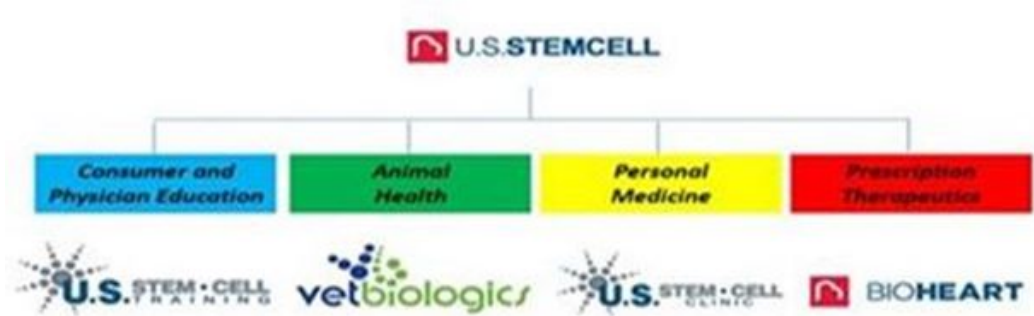 U.S.STEMCELL
Consumer and
Physician Education
Animal
Health
Personal
Medicine
Prescription
Therapeutics
U.S. STEM•CELL
TRAINING
vetbiologics
U.S. STEM•CELL
CLINIC
BIOHEART